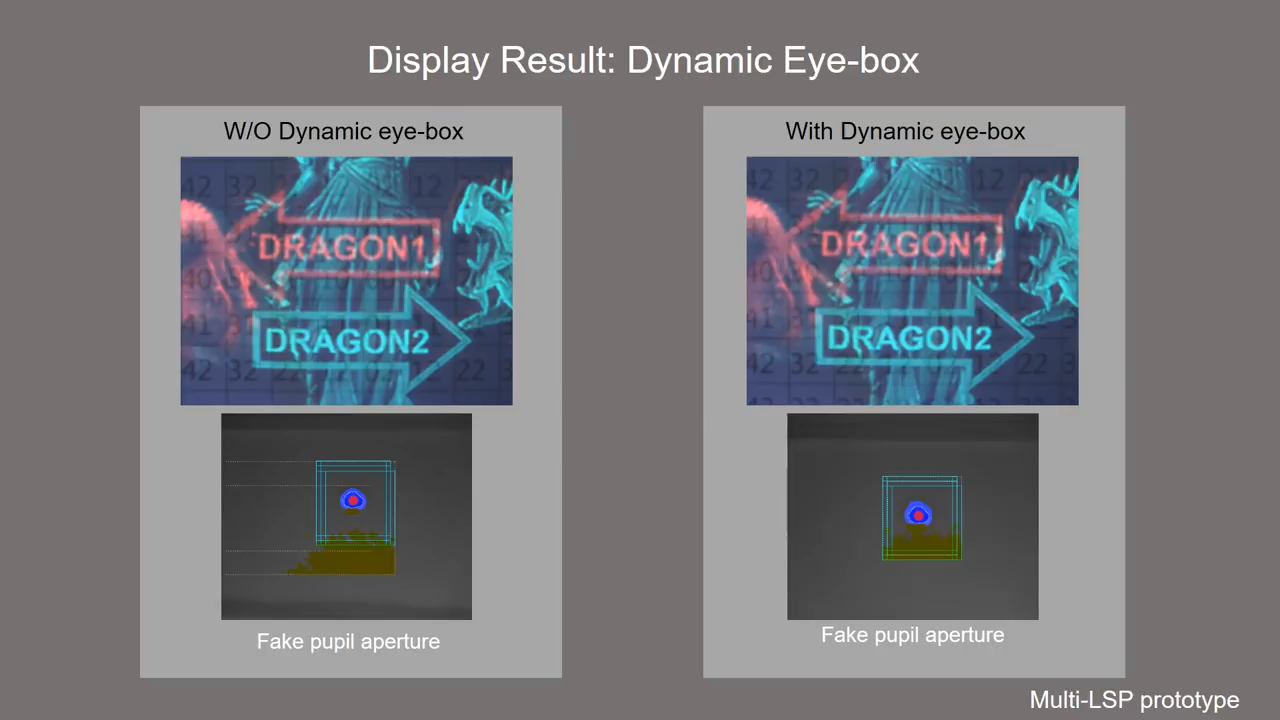 Display Result: Dynamic Eye-box
W/O Dynamic eye-box
DRAGON1
DRAGON2
Fake pupil aperture
With Dynamic eye-box
DRAGON1
DRAGON2
Fake pupil aperture
Multi-LSP prototype